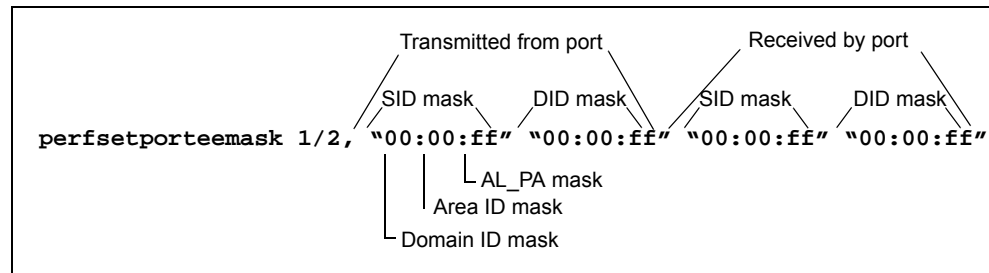 Transmitted from port Received by port
SID mask DID mask SID mask DID mask
perfsetporteemask 1/2, “00:00:ff” “00:00:ff” “00:00:ff” “00:00:ff”
AL_PA mask
Area ID mask
Domain ID mask